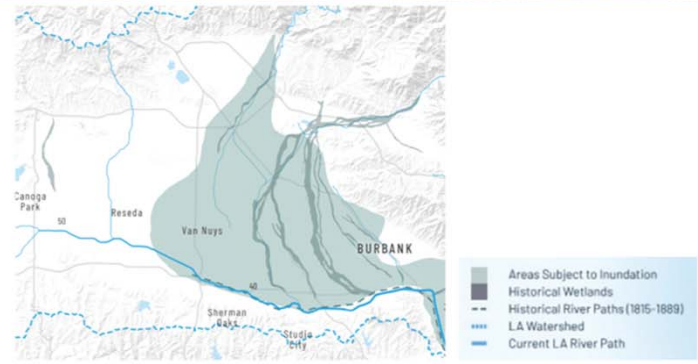 Canoga
Park
50
Reseda
Van Nuys
BURBANK
40
Sherman
Oaks
Studio
City
Areas Subject to Inundation
Historical Wetlands
Historical River Paths (1815-1889)
LA Watershed
Current LA River Path